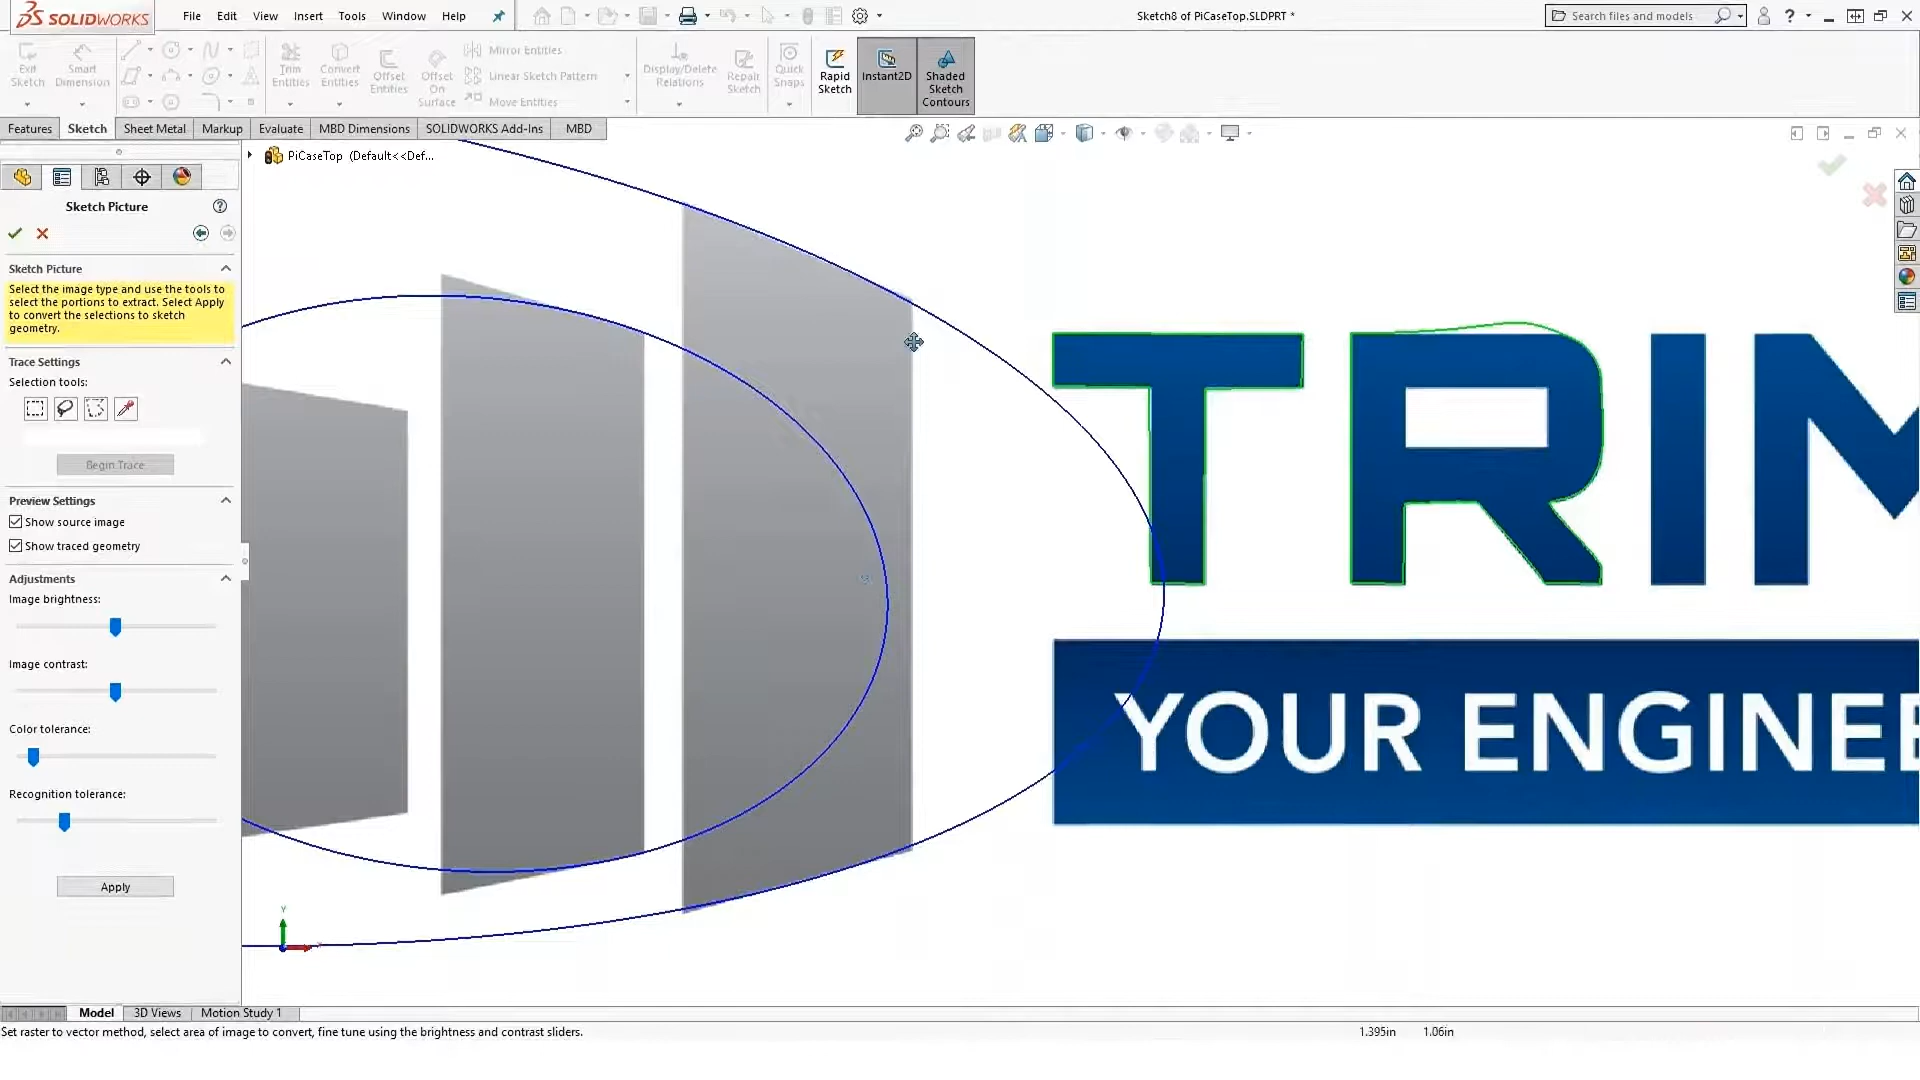 SOLIDWORKS File Edit View Insert Tools Window Help Sketch8 of PiCaseTop.SLDPRT * Search files and models ?
Exit Sketch
Smart Dimension
Trim Entities
Convert Entities
Offset Entities
Offset On Surface
Mirror Entities
Linear Sketch Pattern
Move Entities
Display/Delete Relations
Repair Sketch
Quick Snaps
Rapid Sketch
Instant2D
Shaded Sketch Contours
Features Sketch Sheet Metal Markup Evaluate MBD Dimensions SOLIDWORKS Add-Ins MBD
PiCaseTop (Default<<Def...
Sketch Picture
Sketch Picture
Select the image type and use the tools to
select the portions to extract. Select Apply
to convert the selections to sketch
geometry.
Trace Settings
Selection tools:
Begin Trace
Preview Settings
Show source image
Show traced geometry
Adjustments
Image brightness:
Image contrast:
Color tolerance:
Recognition tolerance:
Apply
TRIM
YOUR ENGINEE
Y
Model 3D Views Motion Study 1
Set raster to vector method, select area of image to convert, fine tune using the brightness and contrast sliders. 1.395in 1.06in